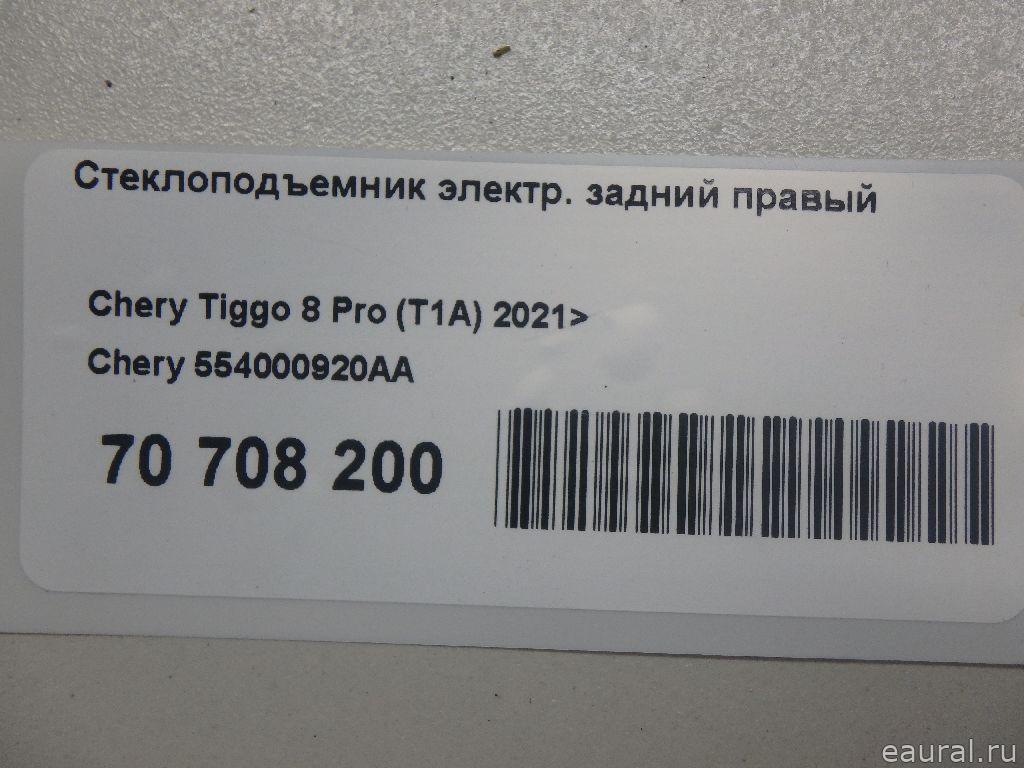 Стеклоподъемник электр. задний правый
Chery Tiggo 8 Pro (T1A) 2021>
Chery 554000920AA
70 708 200
eaural.ru